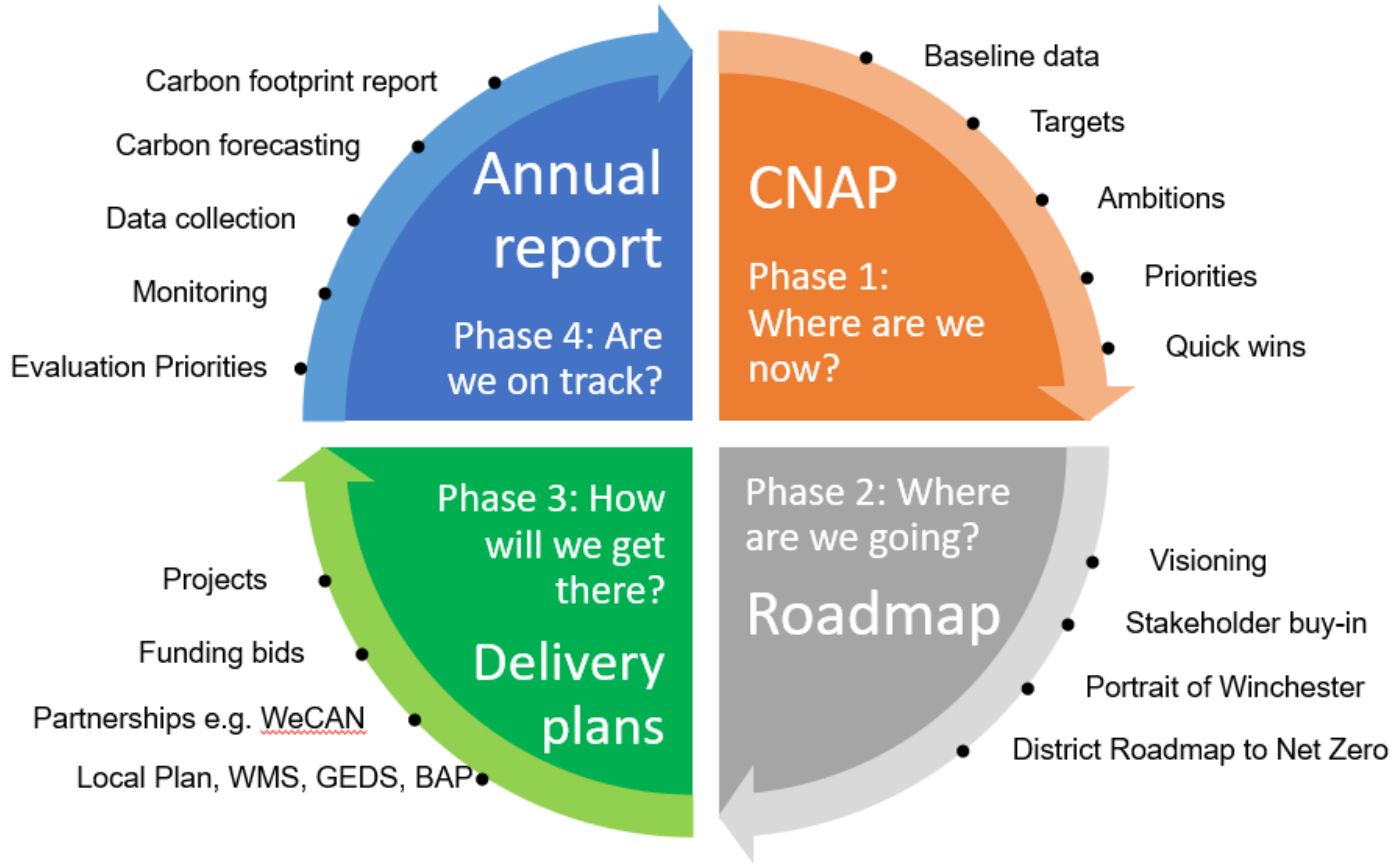 Carbon footprint report
Carbon forecasting
Data collection
Monitoring
Evaluation Priorities
Annual
report
Phase 4: Are
we on track?
CNAP
Phase 1:
Where are we
now?
Baseline data
Targets
Ambitions
Priorities
Quick wins
Phase 2: Where
are we going?
Roadmap
Visioning
Stakeholder buy-in
Portrait of Winchester
District Roadmap to Net Zero
Phase 3: How
will we get
there?
Delivery
plans
Projects
Funding bids
Partnerships e.g. WeCAN
Local Plan, WMS, GEDS, BAP